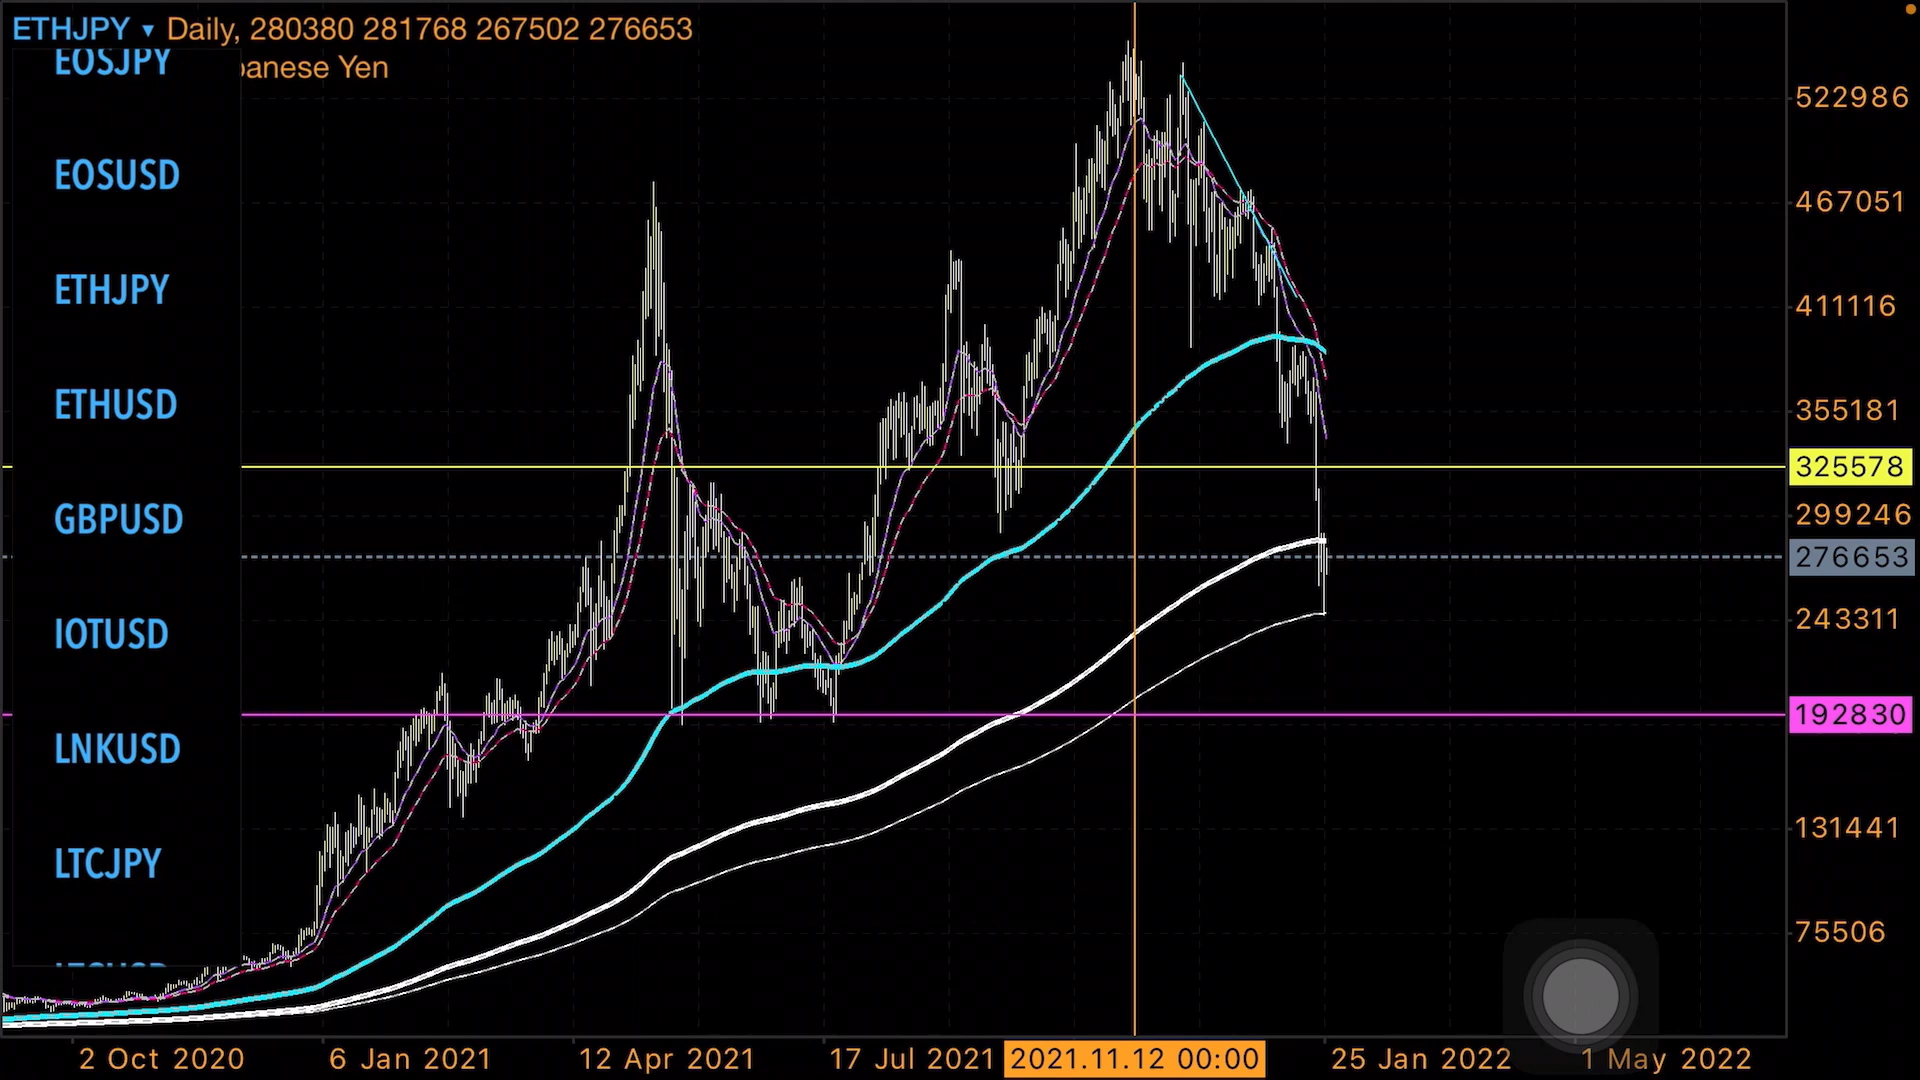 ETHJPY ▾ Daily, 280380 281768 267502 276653
EOSJPY
panese Yen
EOSUSD
ETHJPY
ETHUSD
GBPUSD
IOTUSD
LNKUSD
LTCJPY
522986
467051
411116
355181
325578
299246
276653
243311
192830
131441
75506
2 Oct 2020 6 Jan 2021 12 Apr 2021 17 Jul 2021 2021.11.12 00:00 25 Jan 2022 1 May 2022